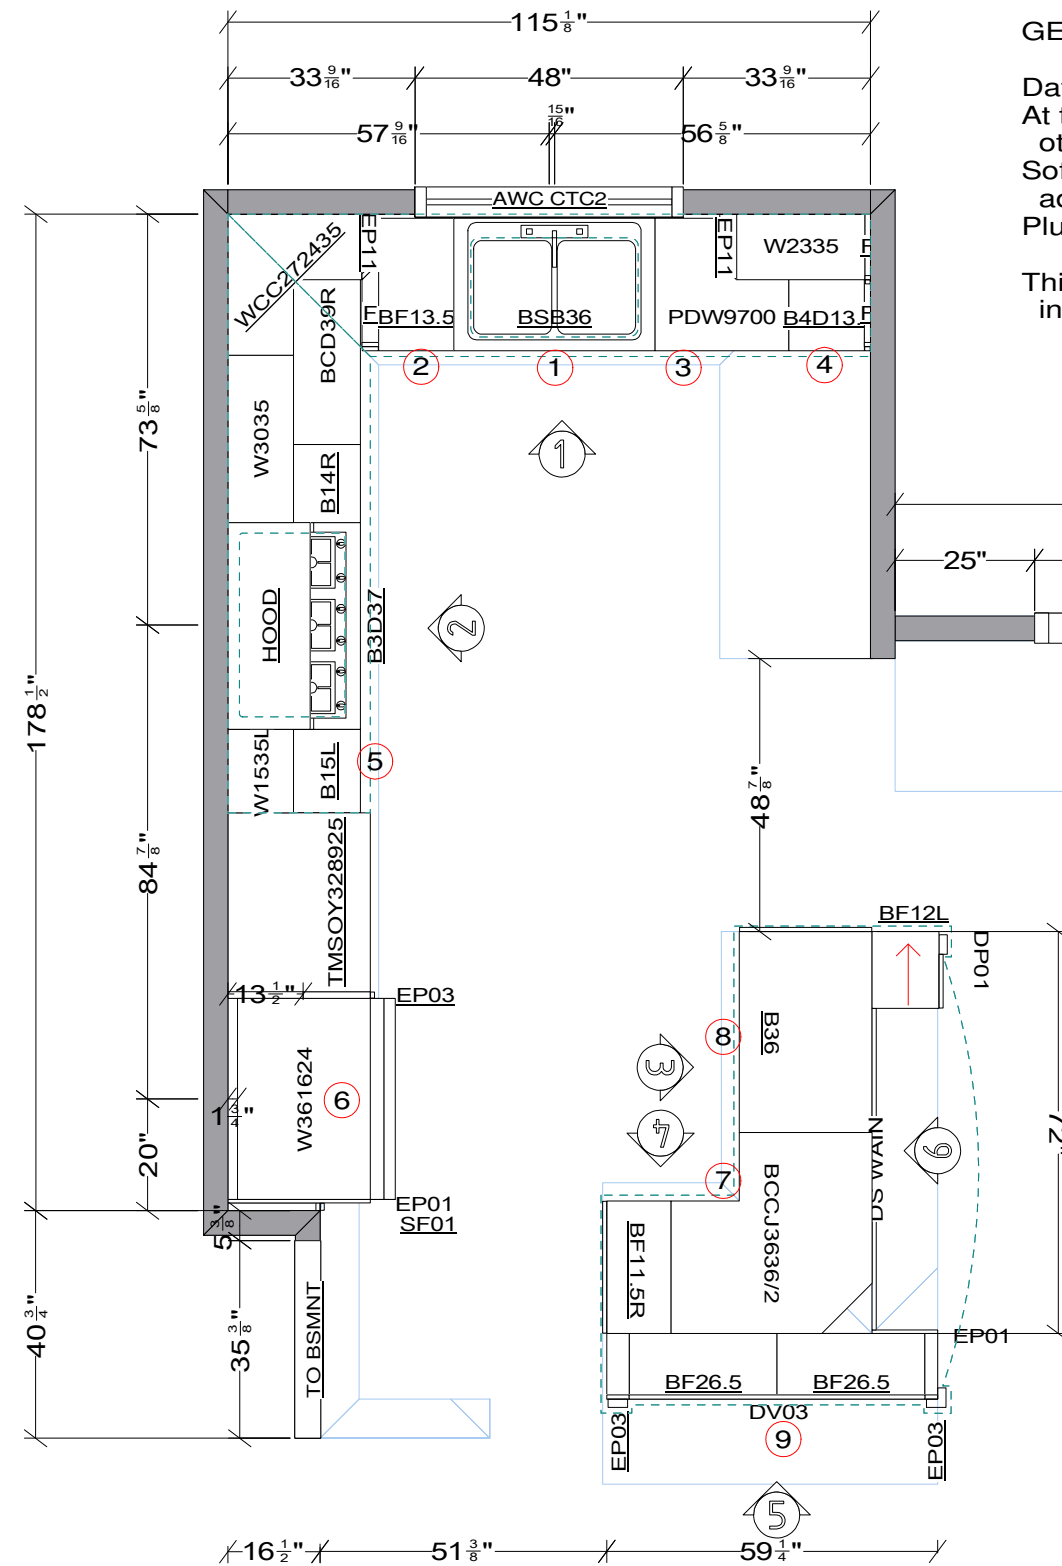 115 1/8"
GE
33 9/16"
48"
33 9/16"
Da
At t
ot
57 9/16"
15/16"
56 5/8"
Sof
ac
Plu
AWC CTC2
WCC272435
EP11
EP11
W2335
F
Thi
in
BCD39R
F
BF13.5
BSB36
PDW9700
B4D13.
F
2
1
3
4
73 5/8"
W3035
B14R
1
25"
HOOD
B3D37
2
178 1/2"
W1535L
B15L
5
48 7/8"
84 7/8"
TMSOY328925
BF12L
DP01
13 1/2"
EP03
B36
8
3
W361624
6
1 3/4"
4
DS WAIN
6
72"
20"
7
BCCJ3636/2
EP01
SF01
5 3/8"
BF11.5R
40 3/4"
35 3/8"
TO BSMNT
EP01
BF26.5
BF26.5
DV03
EP03
9
EP03
5
16 1/2"
51 3/8"
59 1/4"